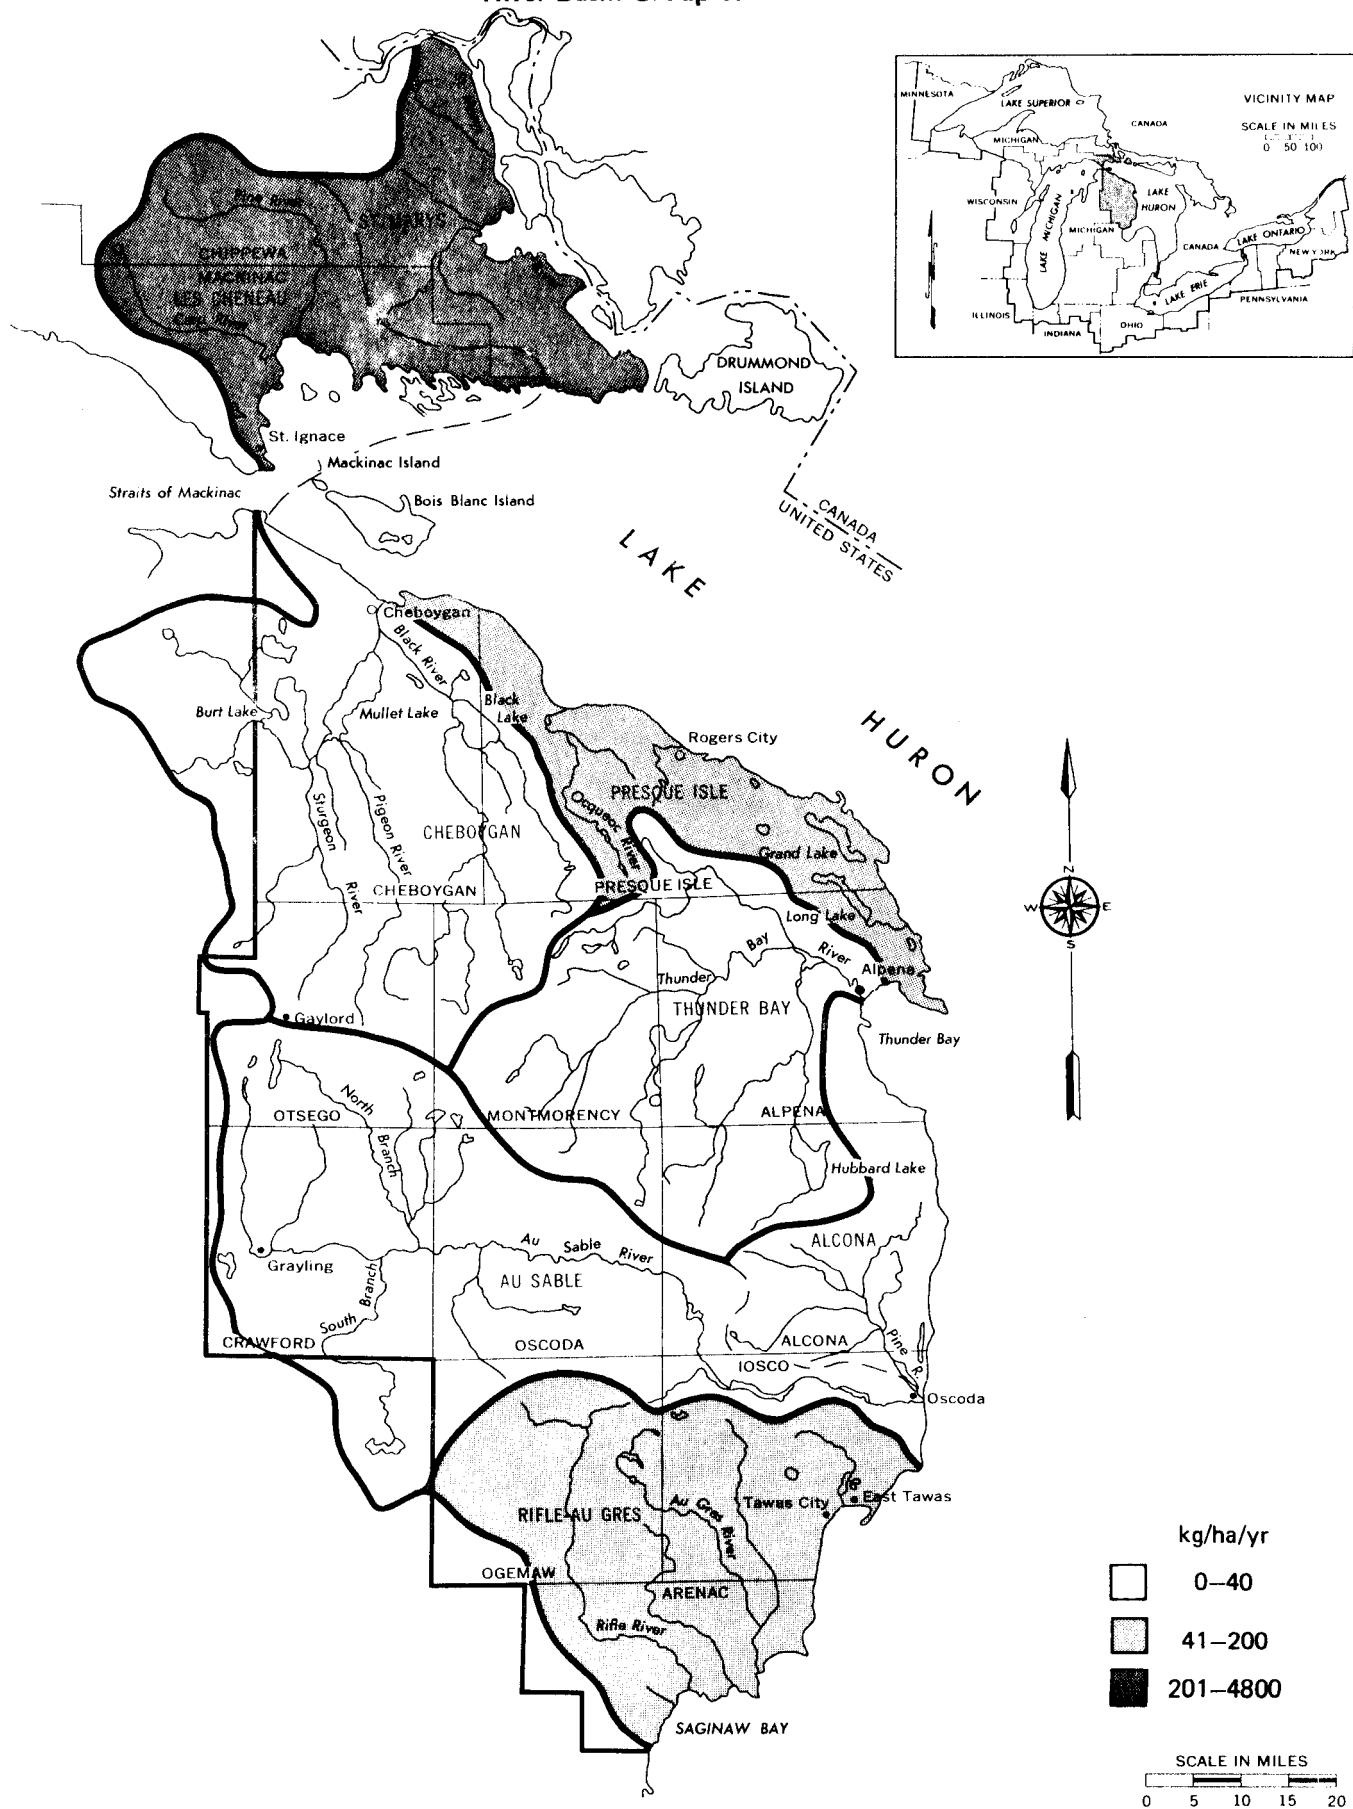 VICINITY MAP
SCALE IN MILES
0 50 100
MINNESOTA
LAKE SUPERIOR
CANADA
MICHIGAN
WISCONSIN
LAKE MICHIGAN
LAKE
HURON
MICHIGAN
CANADA
LAKE ONTARIO
NEW YORK
LAKE ERIE
PENNSYLVANIA
ILLINOIS
INDIANA
OHIO
Pine River
ST. MARYS
CHIPPEWA
MACKINAC
LES CHENEAU
DRUMMOND
ISLAND
St. Ignace
Mackinac Island
Straits of Mackinac
Bois Blanc Island
CANADA
UNITED STATES
LAKE
HURON
Cheboygan
Black River
Black
Lake
Burt Lake
Mullet Lake
Rogers City
PRESQUE ISLE
Ocqueoc River
Sturgeon
River
Pigeon River
CHEBOYGAN
Grand Lake
CHEBOYGAN
PRESQUE ISLE
Long Lake
N
W
E
S
Thunder
Bay
River
Alpena
THUNDER BAY
Gaylord
Thunder Bay
North
Branch
OTSEGO
MONTMORENCY
ALPENA
Hubbard Lake
ALCONA
Au
Sable
River
Grayling
AU SABLE
South Branch
CRAWFORD
OSCODA
ALCONA
IOSCO
Pine R.
Oscoda
RIFLE-AU GRES
Au Gres River
Tawas City
East Tawas
OGEMAW
ARENAC
Rifle River
SAGINAW BAY
kg/ha/yr
0–40
41–200
201–4800
SCALE IN MILES
0 5 10 15 20